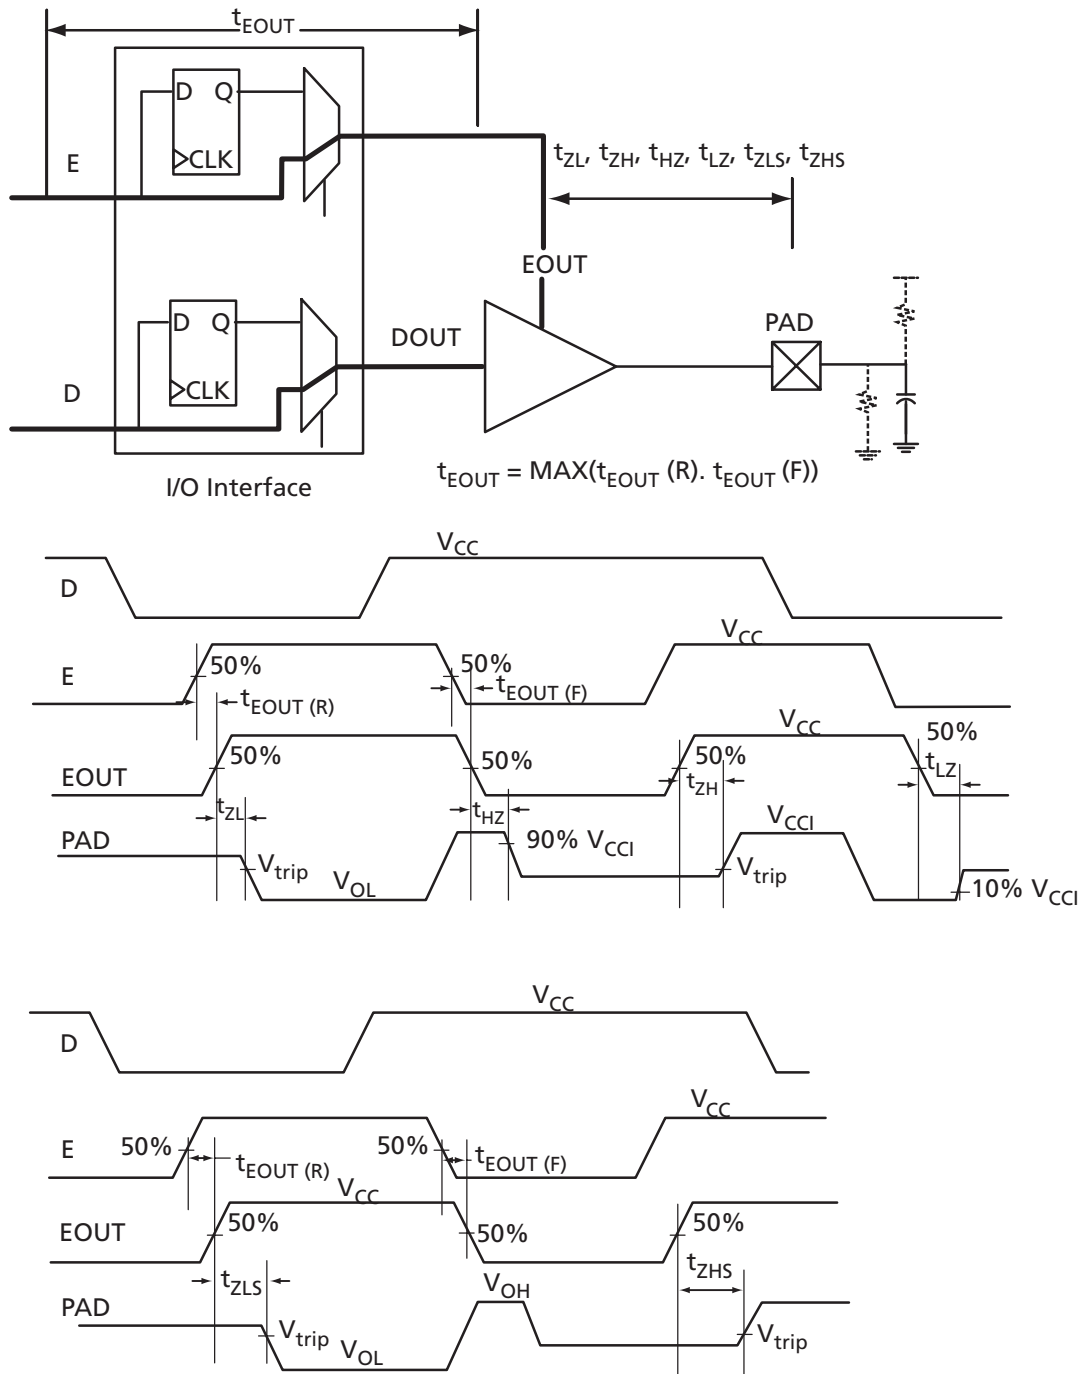 tEOUT
D Q
CLK
E
tZL, tZH, tHZ, tLZ, tZLS, tZHS
EOUT
D Q
CLK
D
DOUT
PAD
I/O Interface
tEOUT = MAX(tEOUT (R). tEOUT (F))
VCC
D
VCC
E
50%
50%
tEOUT (R)
tEOUT (F)
VCC
50%
EOUT
50%
50%
50%
tLZ
tZH
tZL
tHZ
PAD
90% VCCI
VCCI
Vtrip
VOL
Vtrip
10% VCCI
VCC
D
VCC
E
50%
50%
tEOUT (R)
tEOUT (F)
VCC
EOUT
50%
50%
50%
tZLS
tZHS
VOH
PAD
Vtrip
VOL
Vtrip